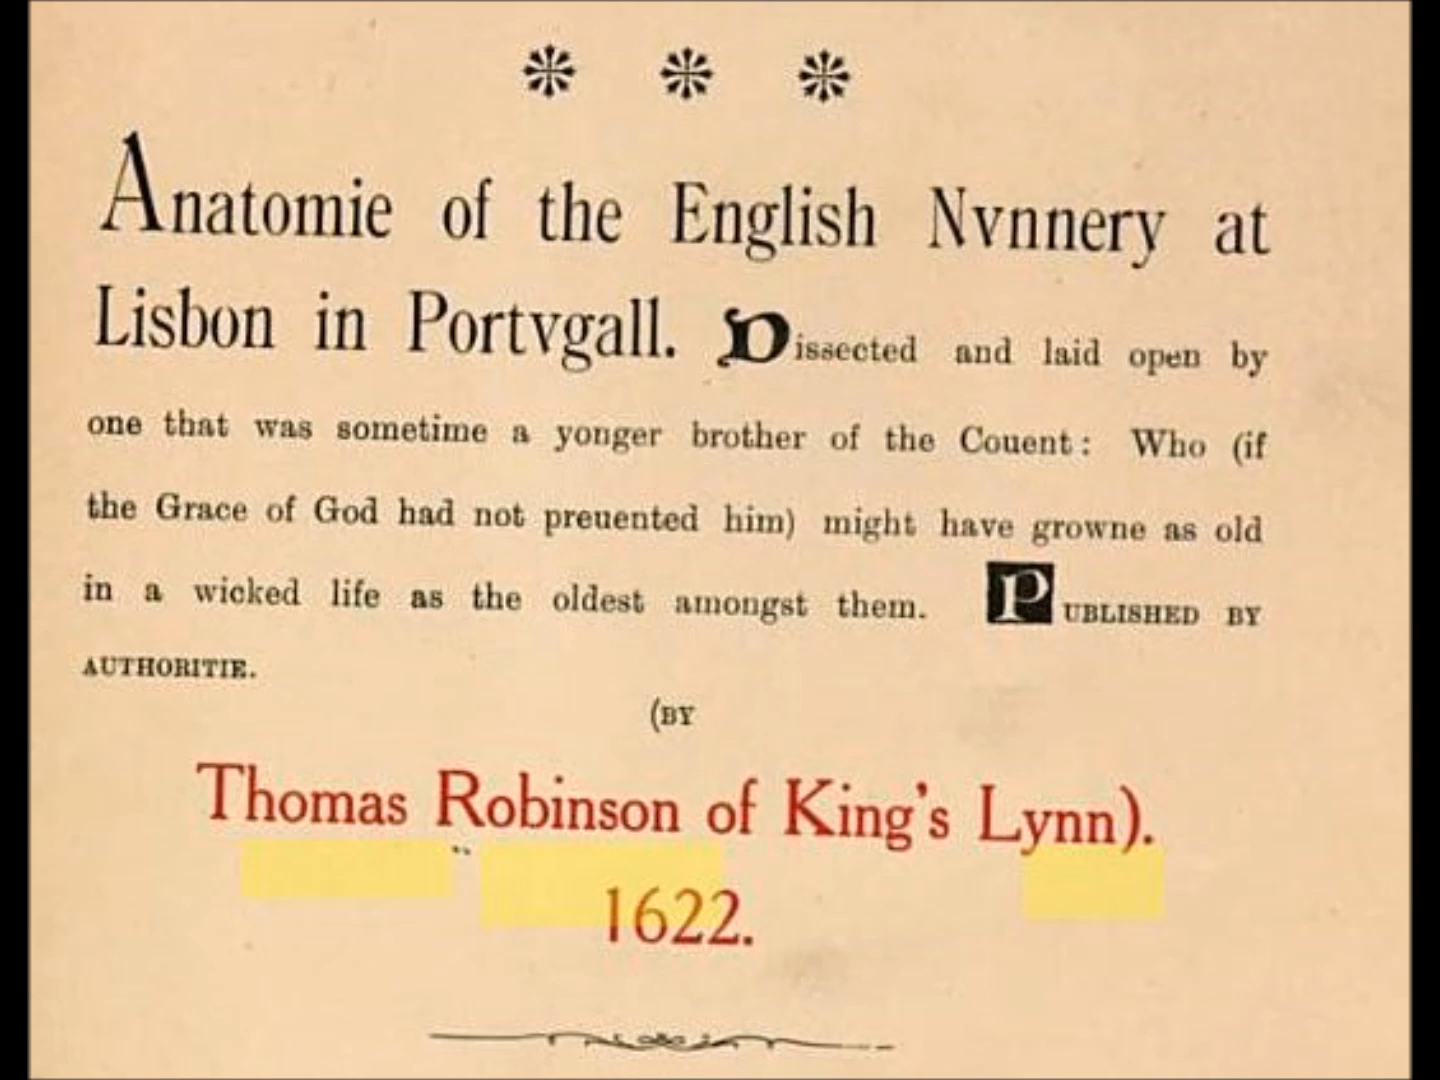 Anatomie of the English Nvnnery at
Lisbon in Portvgall. Dissected and laid open by
one that was sometime a yonger brother of the Couent: Who (if
the Grace of God had not preuented him) might have growne as old
in a wicked life as the oldest amongst them. PUBLISHED BY
AUTHORITIE.
(BY
Thomas Robinson of King's Lynn).
1622.